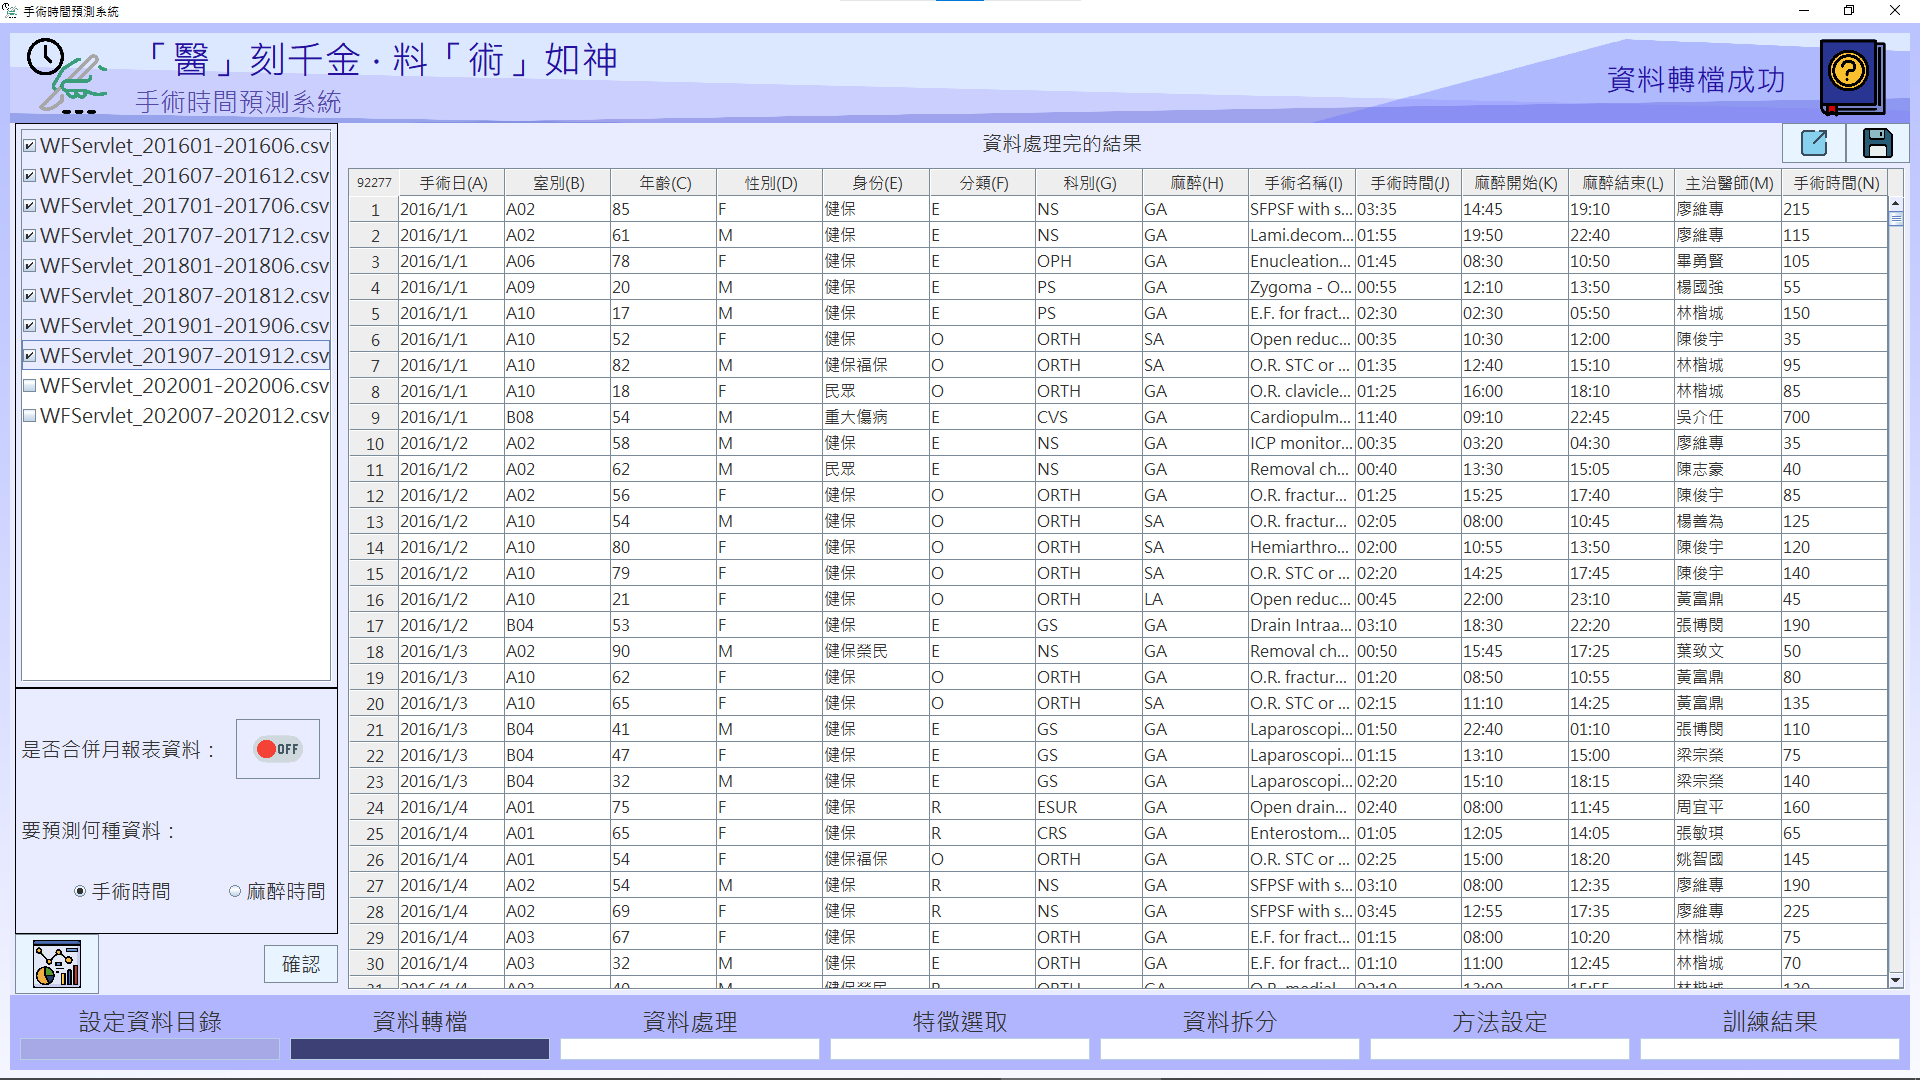 手術時間預測系統
「醫」刻千金·料「術」如神
手術時間預測系統
資料轉檔成功
WFServlet_201601-201606.csv
WFServlet_201607-201612.csv
WFServlet_201701-201706.csv
WFServlet_201707-201712.csv
WFServlet_201801-201806.csv
WFServlet_201807-201812.csv
WFServlet_201901-201906.csv
WFServlet_201907-201912.csv
WFServlet_202001-202006.csv
WFServlet_202007-202012.csv
是否合併月報表資料：
OFF
要預測何種資料：
手術時間 麻醉時間
確認
資料處理完的結果
92277 手術日(A) 室別(B) 年齡(C) 性別(D) 身份(E) 分類(F) 科別(G) 麻醉(H) 手術名稱(I) 手術時間(J) 麻醉開始(K) 麻醉結束(L) 主治醫師(M) 手術時間(N)
1 2016/1/1 A02 85 F 健保 E NS GA SFPSF with s... 03:35 14:45 19:10 廖維專 215
2 2016/1/1 A02 61 M 健保 E NS GA Lami.decom... 01:55 19:50 22:40 廖維專 115
3 2016/1/1 A06 78 F 健保 E OPH GA Enucleation... 01:45 08:30 10:50 畢勇賢 105
4 2016/1/1 A09 20 M 健保 E PS GA Zygoma - O... 00:55 12:10 13:50 楊國強 55
5 2016/1/1 A10 17 M 健保 E PS GA E.F. for fract... 02:30 02:30 05:50 林楷城 150
6 2016/1/1 A10 52 F 健保 O ORTH SA Open reduc... 00:35 10:30 12:00 陳俊宇 35
7 2016/1/1 A10 82 M 健保福保 O ORTH SA O.R. STC or ... 01:35 12:40 15:10 林楷城 95
8 2016/1/1 A10 18 F 民眾 O ORTH GA O.R. clavicle... 01:25 16:00 18:10 林楷城 85
9 2016/1/1 B08 54 M 重大傷病 E CVS GA Cardiopulm... 11:40 09:10 22:45 吳介任 700
10 2016/1/2 A02 58 M 健保 E NS GA ICP monitor... 00:35 03:20 04:30 廖維專 35
11 2016/1/2 A02 62 M 民眾 E NS GA Removal ch... 00:40 13:30 15:05 陳志豪 40
12 2016/1/2 A02 56 F 健保 O ORTH GA O.R. fractur... 01:25 15:25 17:40 陳俊宇 85
13 2016/1/2 A10 54 M 健保 O ORTH SA O.R. fractur... 02:05 08:00 10:45 楊善為 125
14 2016/1/2 A10 80 F 健保 O ORTH SA Hemiarthro... 02:00 10:55 13:50 陳俊宇 120
15 2016/1/2 A10 79 F 健保 O ORTH SA O.R. STC or ... 02:20 14:25 17:45 陳俊宇 140
16 2016/1/2 A10 21 F 健保 O ORTH LA Open reduc... 00:45 22:00 23:10 黃富鼎 45
17 2016/1/2 B04 53 F 健保 E GS GA Drain Intraa... 03:10 18:30 22:20 張博閔 190
18 2016/1/3 A02 90 M 健保榮民 E NS GA Removal ch... 00:50 15:45 17:25 葉致文 50
19 2016/1/3 A10 62 F 健保 O ORTH GA O.R. fractur... 01:20 08:50 10:55 黃富鼎 80
20 2016/1/3 A10 65 F 健保 O ORTH SA O.R. STC or ... 02:15 11:10 14:25 黃富鼎 135
21 2016/1/3 B04 41 M 健保 E GS GA Laparoscopi... 01:50 22:40 01:10 張博閔 110
22 2016/1/3 B04 47 F 健保 E GS GA Laparoscopi... 01:15 13:10 15:00 梁宗榮 75
23 2016/1/3 B04 32 M 健保 E GS GA Laparoscopi... 02:20 15:10 18:15 梁宗榮 140
24 2016/1/4 A01 75 F 健保 R ESUR GA Open drain... 02:40 08:00 11:45 周宜平 160
25 2016/1/4 A01 65 F 健保 R CRS GA Enterostom... 01:05 12:05 14:05 張敏琪 65
26 2016/1/4 A01 54 F 健保福保 O ORTH GA O.R. STC or ... 02:25 15:00 18:20 姚智國 145
27 2016/1/4 A02 54 M 健保 R NS GA SFPSF with s... 03:10 08:00 12:35 廖維專 190
28 2016/1/4 A02 69 F 健保 R NS GA SFPSF with s... 03:45 12:55 17:35 廖維專 225
29 2016/1/4 A03 67 F 健保 E ORTH GA E.F. for fract... 01:15 08:00 10:20 林楷城 75
30 2016/1/4 A03 32 M 健保 E ORTH GA E.F. for fract... 01:10 11:00 12:45 林楷城 70
設定資料目錄 資料轉檔 資料處理 特徵選取 資料拆分 方法設定 訓練結果